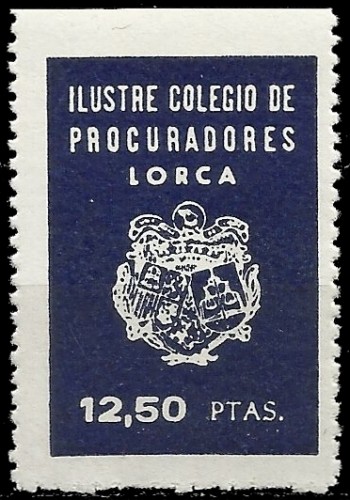 ILUSTRE COLEGIO DE
PROCURADORES
LORCA
12,50 PTAS.